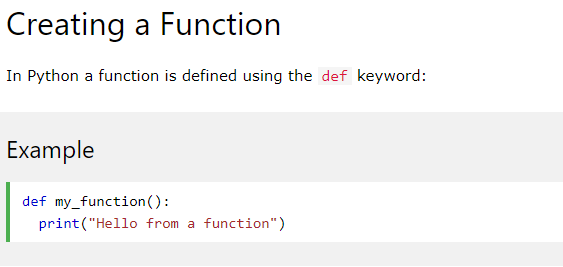 Creating a Function
In Python a function is defined using the def keyword:
Example
def my_function():
  print("Hello from a function")